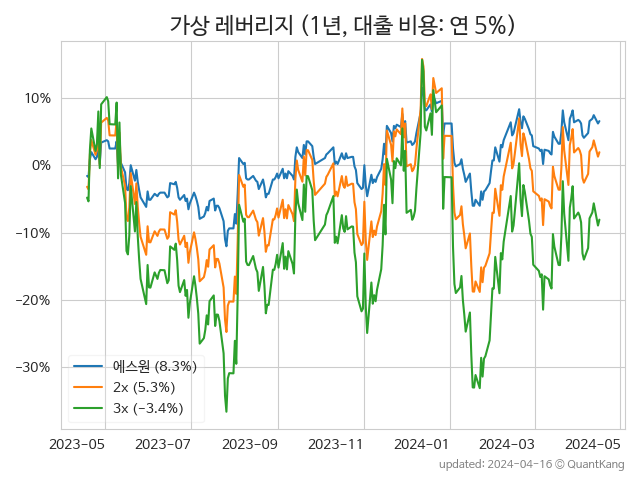 가상 레버리지 (1년, 대출 비용: 연 5%)
10%
0%
−10%
−20%
−30%
에스원 (8.3%)
2x (5.3%)
3x (−3.4%)
2023-05 2023-07 2023-09 2023-11 2024-01 2024-03 2024-05
updated: 2024-04-16 © QuantKang